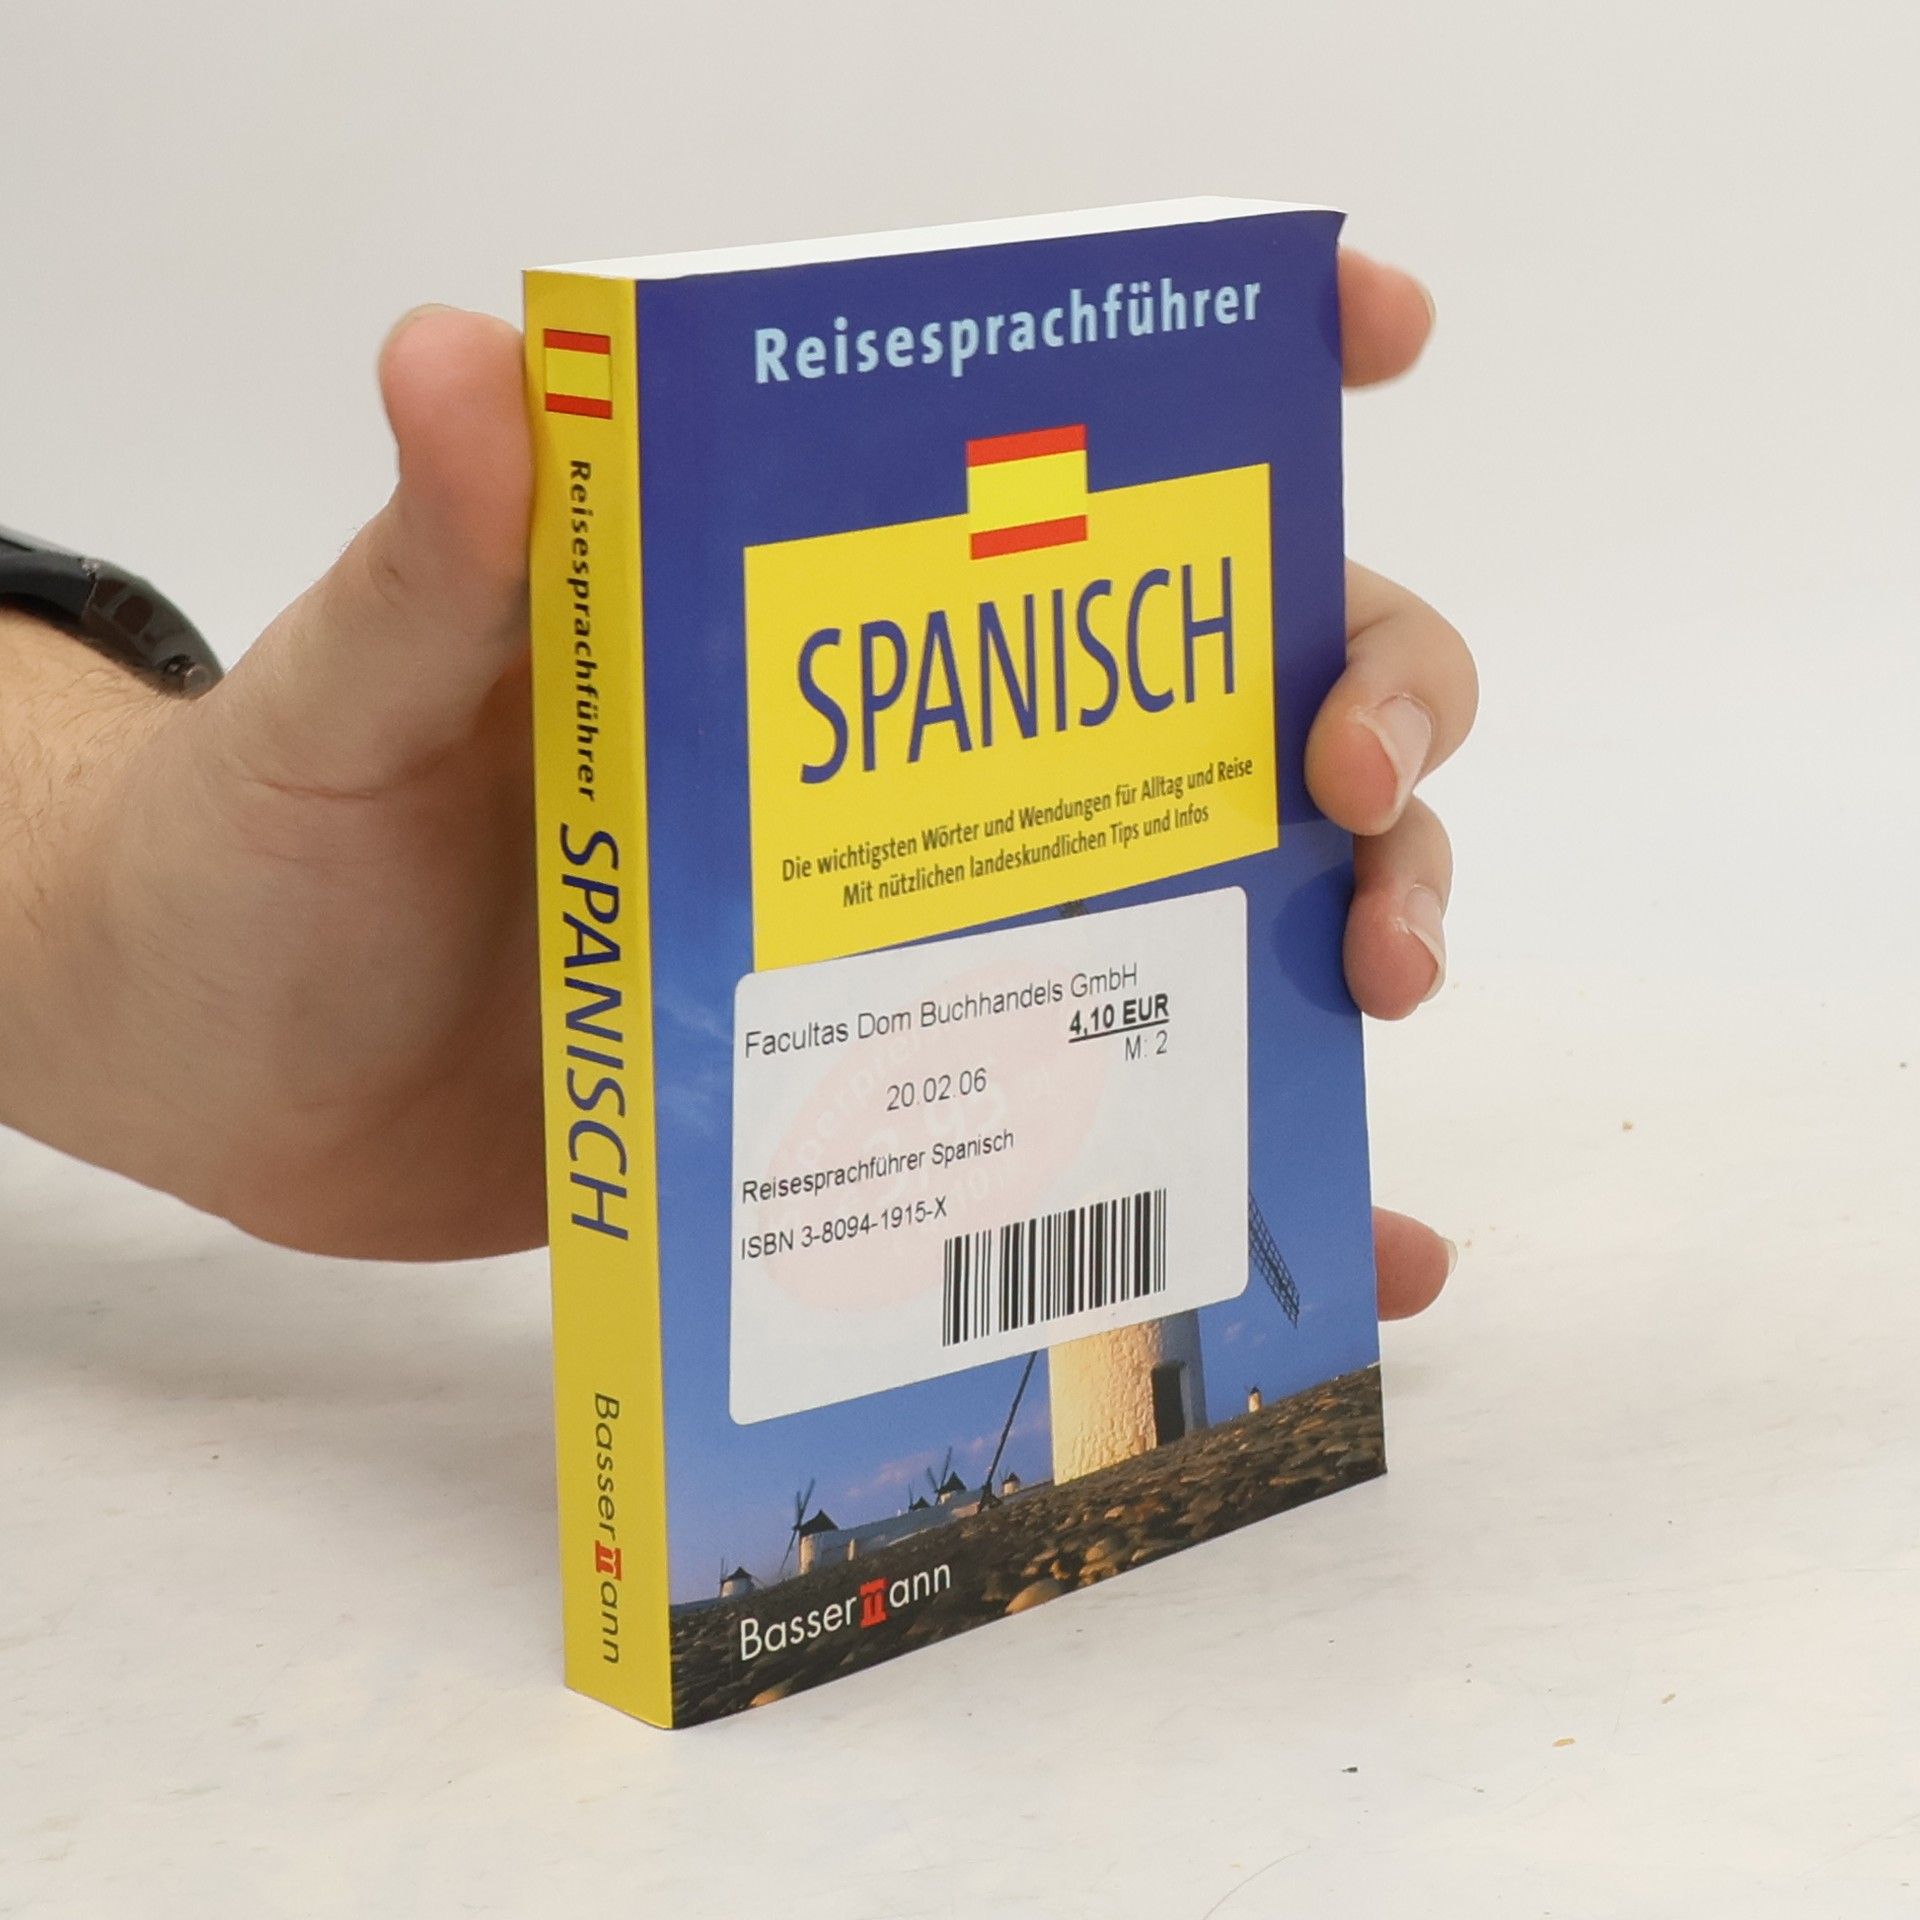 Reisesprachführer SPANISCH Bassermann
Reisesprachführer
SPANISCH
Die wichtigsten Wörter und Wendungen für Alltag und Reise
Mit nützlichen landeskundlichen Tips und Infos
Facultas Dom Buchhandels GmbH
4,10 EUR
M: 2
20.02.06
Reisesprachführer Spanisch
ISBN 3-8094-1915-X
Bassermann